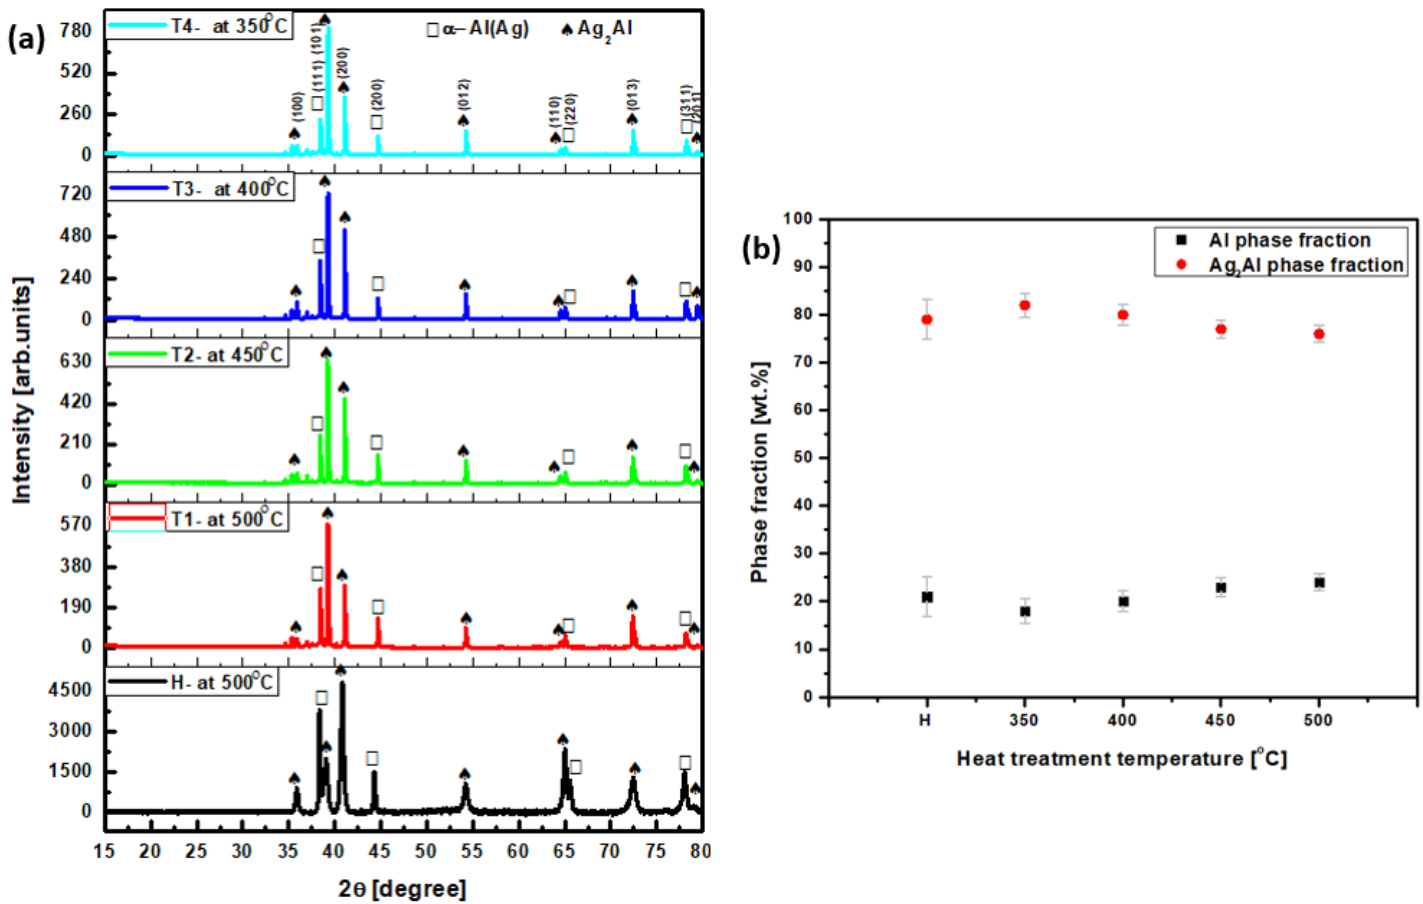 (a)
T4- at 350°C
□ α–Al(Ag) ♠ Ag₂Al
(100)
(111)
(101)
(200)
(200)
(012)
(110)
(220)
(013)
(311)
(201)
780
520
260
0
T3- at 400°C
720
480
240
0
T2- at 450°C
630
420
210
0
T1- at 500°C
570
380
190
0
H- at 500°C
4500
3000
1500
0
Intensity [arb.units]
15 20 25 30 35 40 45 50 55 60 65 70 75 80
2θ [degree]
(b)
Al phase fraction
Ag₂Al phase fraction
100
90
80
70
60
50
40
30
20
10
0
Phase fraction [wt.%]
H 350 400 450 500
Heat treatment temperature [°C]